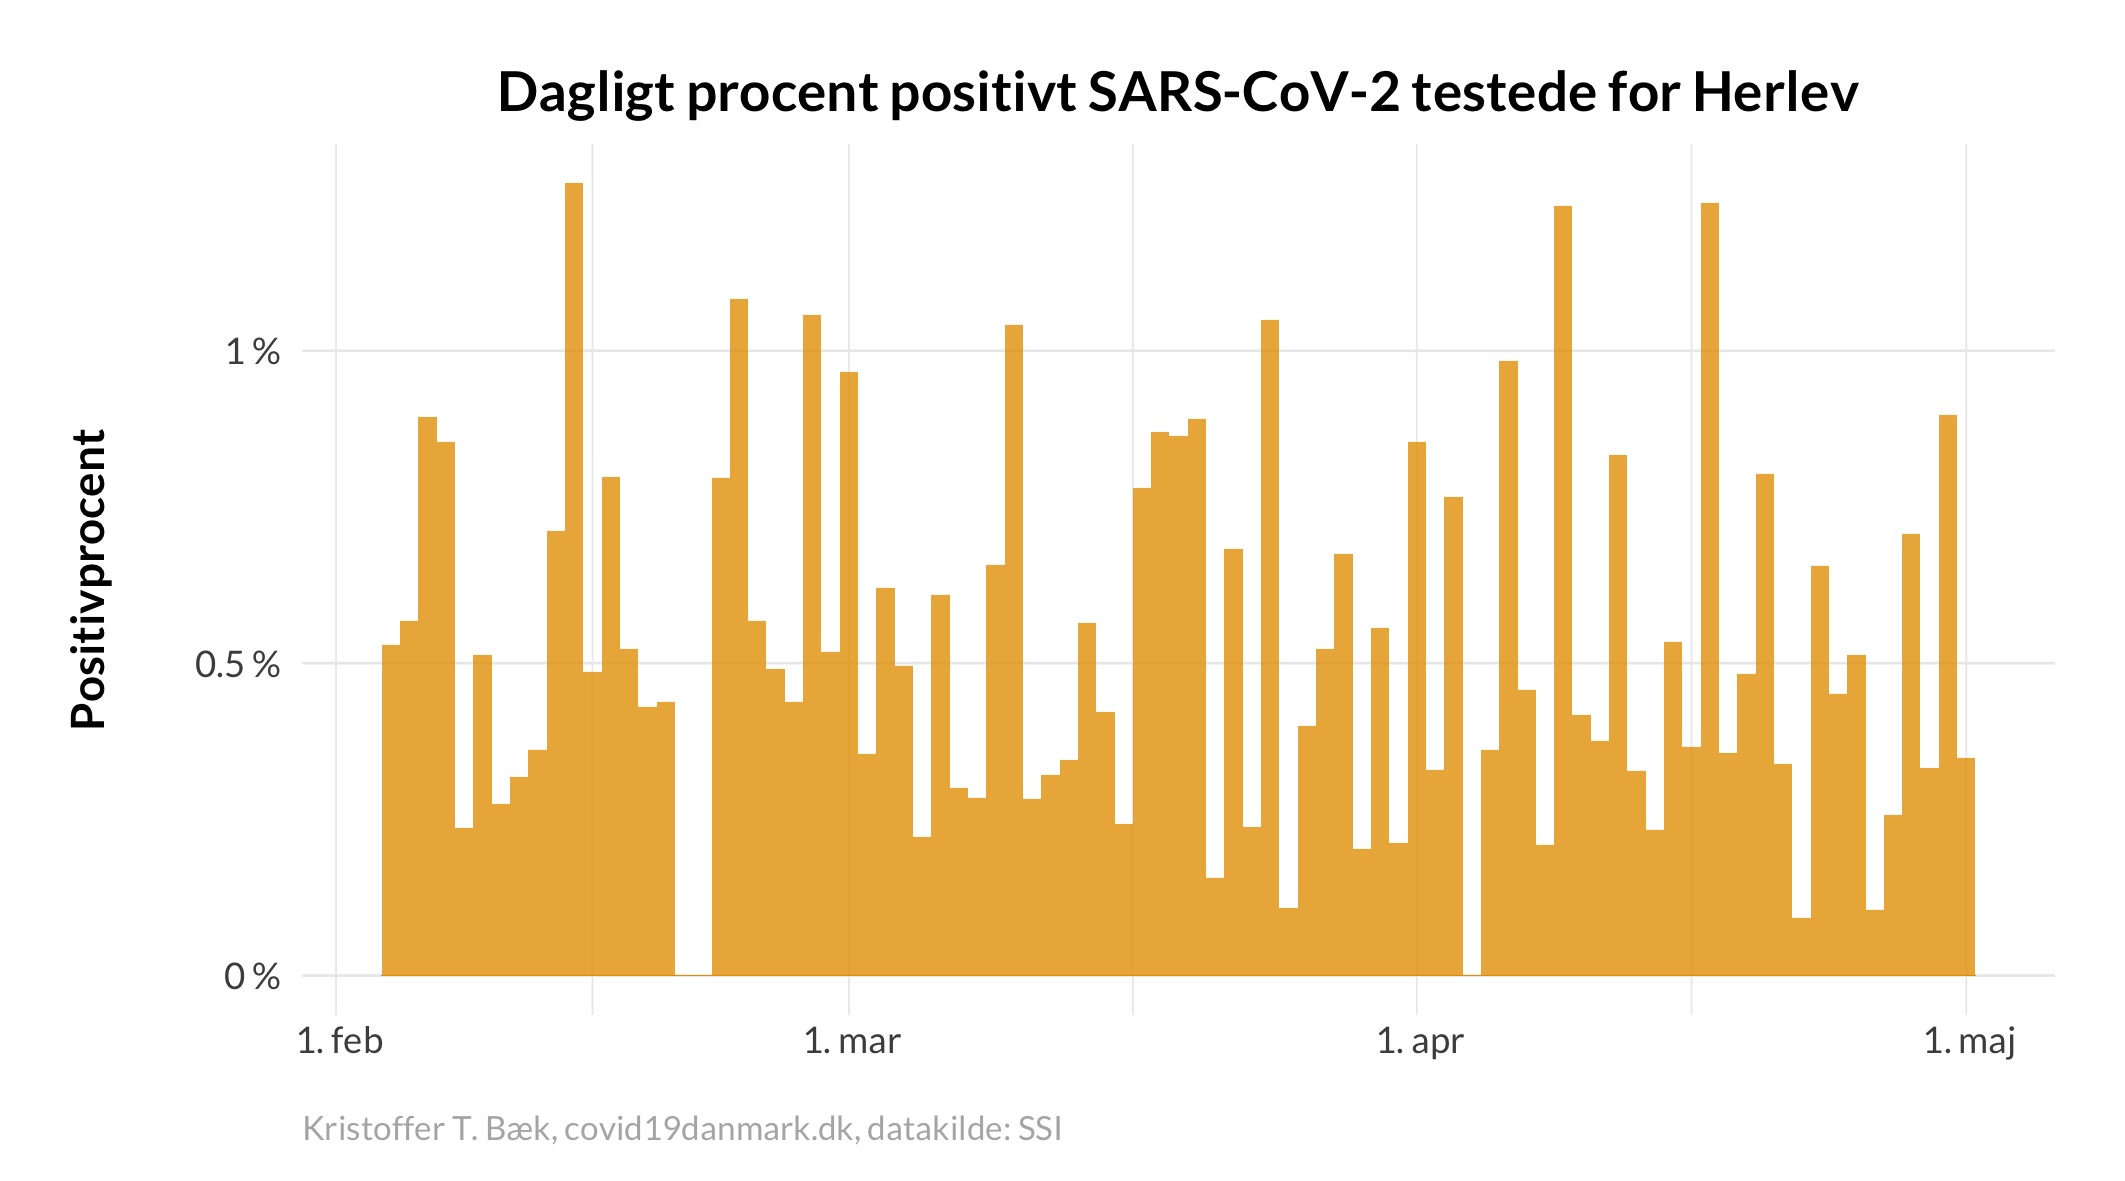 Dagligt procent positivt SARS-CoV-2 testede for Herlev
Positivprocent
1 %
0.5 %
0 %
1. feb
1. mar
1. apr
1. maj
Kristoffer T. Bæk, covid19danmark.dk, datakilde: SSI